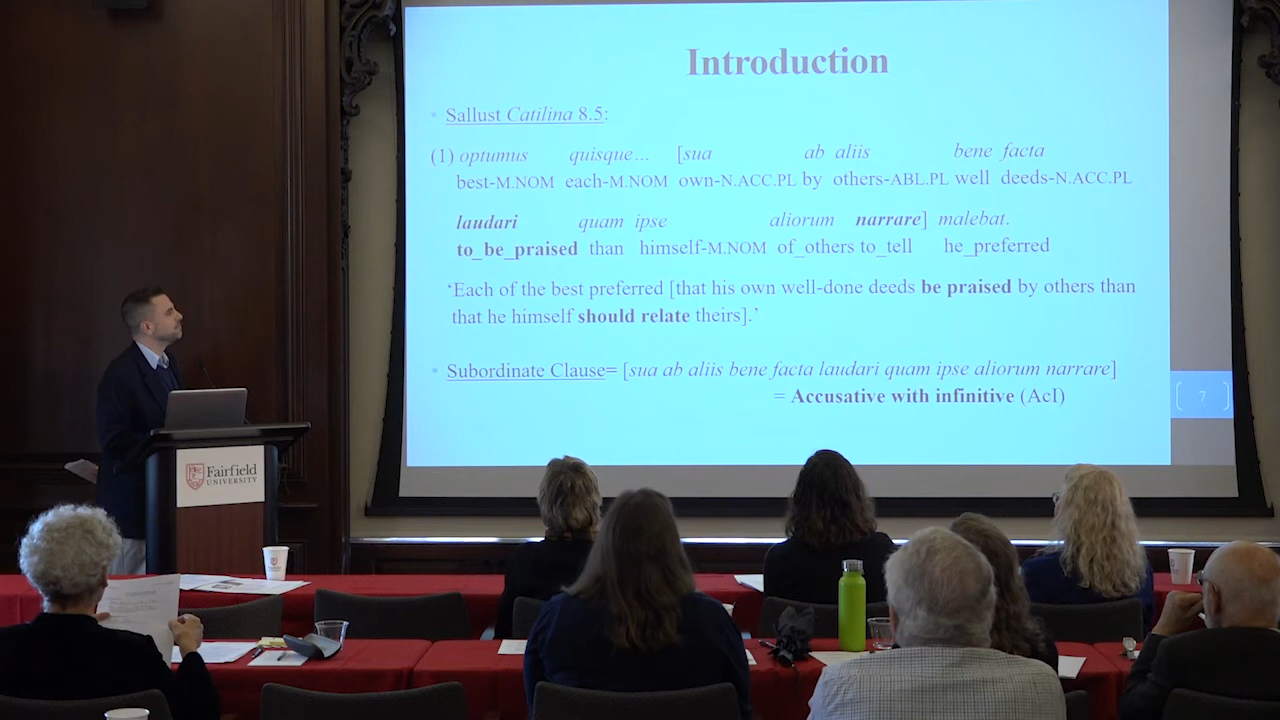 Introduction
• Sallust Catilina 8.5:
(1) optumus quisque… [sua ab aliis bene facta
best-M.NOM each-M.NOM own-N.ACC.PL by others-ABL.PL well deeds-N.ACC.PL
laudari quam ipse aliorum narrare] malebat.
to_be_praised than himself-M.NOM of_others to_tell he_preferred
‘Each of the best preferred [that his own well-done deeds be praised by others than
that he himself should relate theirs].’
• Subordinate Clause= [sua ab aliis bene facta laudari quam ipse aliorum narrare]
= Accusative with infinitive (AcI)
7
Fairfield
UNIVERSITY